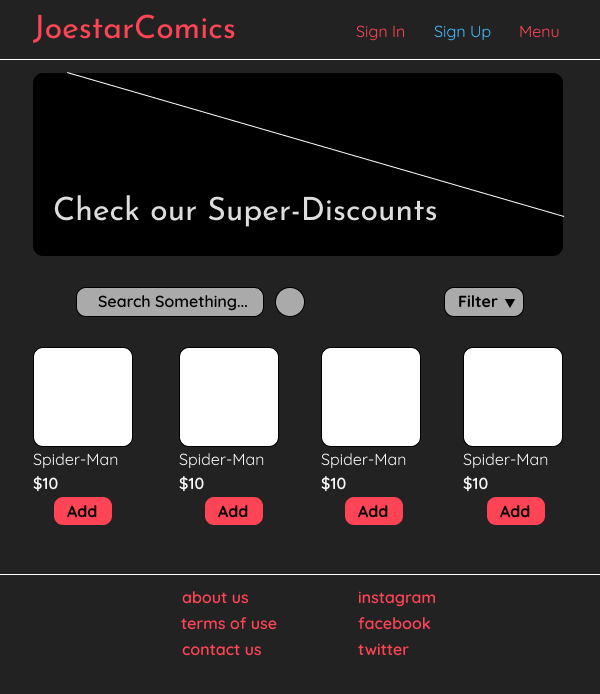 JoestarComics
Sign In Sign Up Menu
Check our Super-Discounts
Search Something...
Filter
Spider-Man Spider-Man Spider-Man Spider-Man
$10 $10 $10 $10
Add Add Add Add
about us instagram
terms of use facebook
contact us twitter